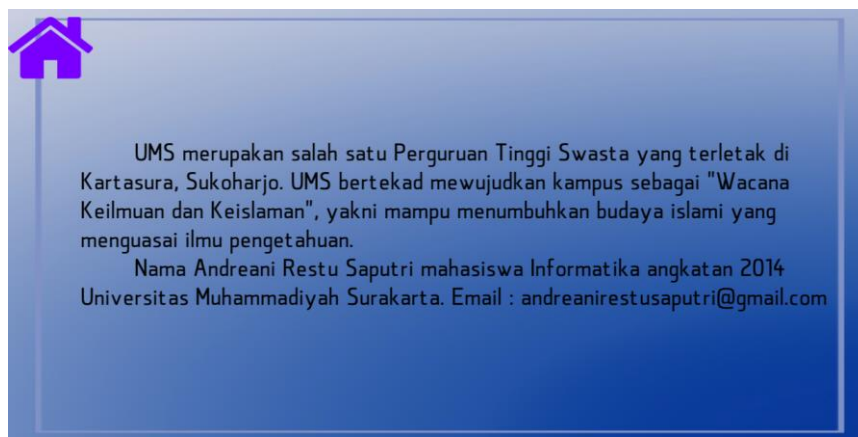 UMS merupakan salah satu Perguruan Tinggi Swasta yang terletak di
Kartasura, Sukoharjo. UMS bertekad mewujudkan kampus sebagai "Wacana
Keilmuan dan Keislaman", yakni mampu menumbuhkan budaya islami yang
menguasai ilmu pengetahuan.
Nama Andreani Restu Saputri mahasiswa Informatika angkatan 2014
Universitas Muhammadiyah Surakarta. Email : andreanirestusaputri@gmail.com